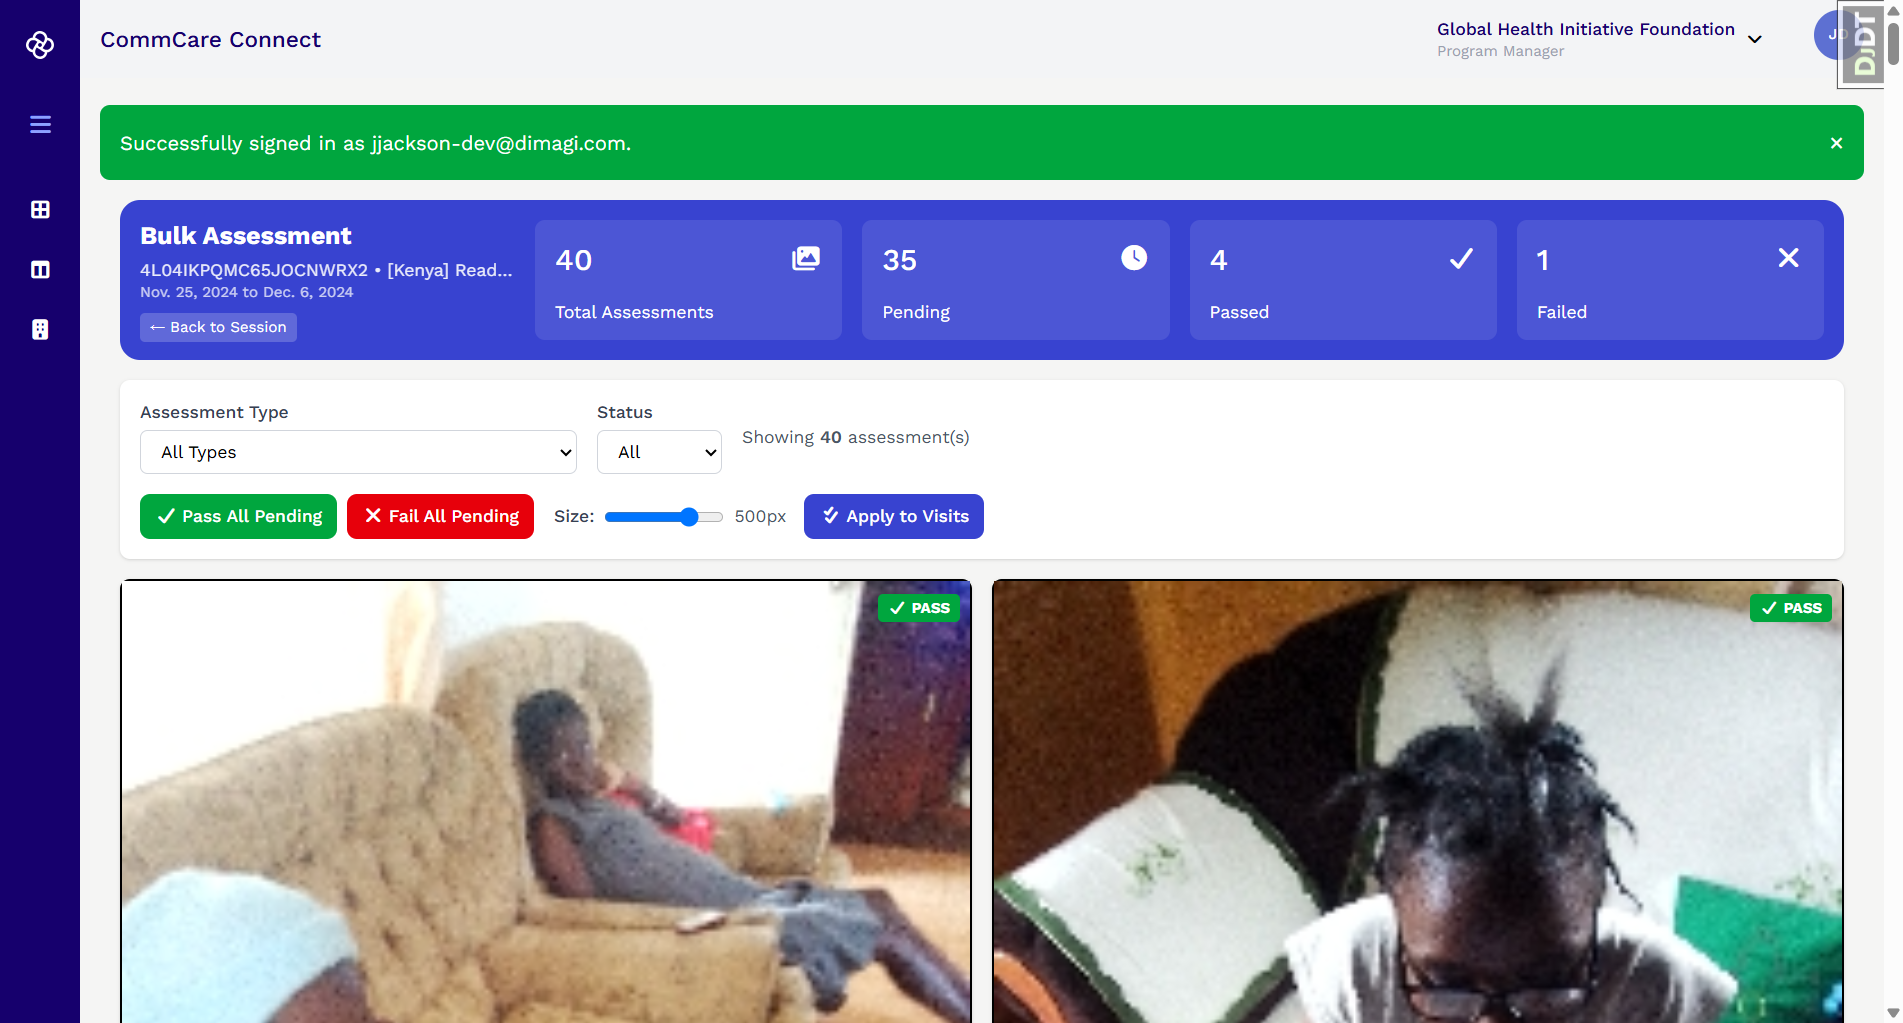 CommCare Connect
Global Health Initiative Foundation
Program Manager
JD
DJDT
Successfully signed in as jjackson-dev@dimagi.com.
×
Bulk Assessment
4L04IKPQMC65JOCNWRX2 • [Kenya] Read...
Nov. 25, 2024 to Dec. 6, 2024
← Back to Session
40
Total Assessments
35
Pending
4
Passed
1
Failed
Assessment Type
All Types
Status
All
Showing 40 assessment(s)
Pass All Pending
Fail All Pending
Size:
500px
Apply to Visits
PASS
PASS